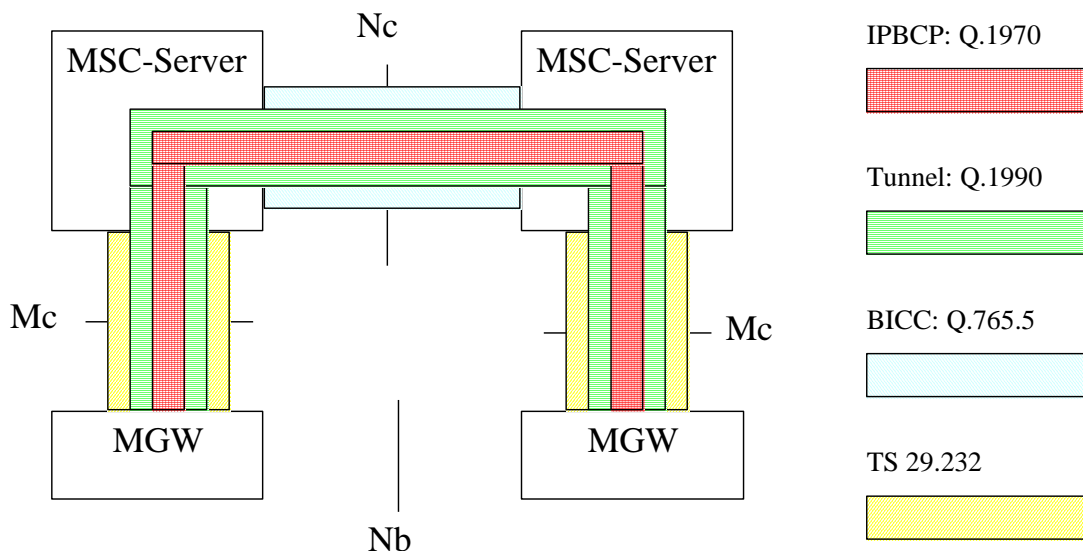 Nc
MSC-Server
MSC-Server
Mc
Mc
MGW
MGW
Nb
IPBCP: Q.1970
Tunnel: Q.1990
BICC: Q.765.5
TS 29.232